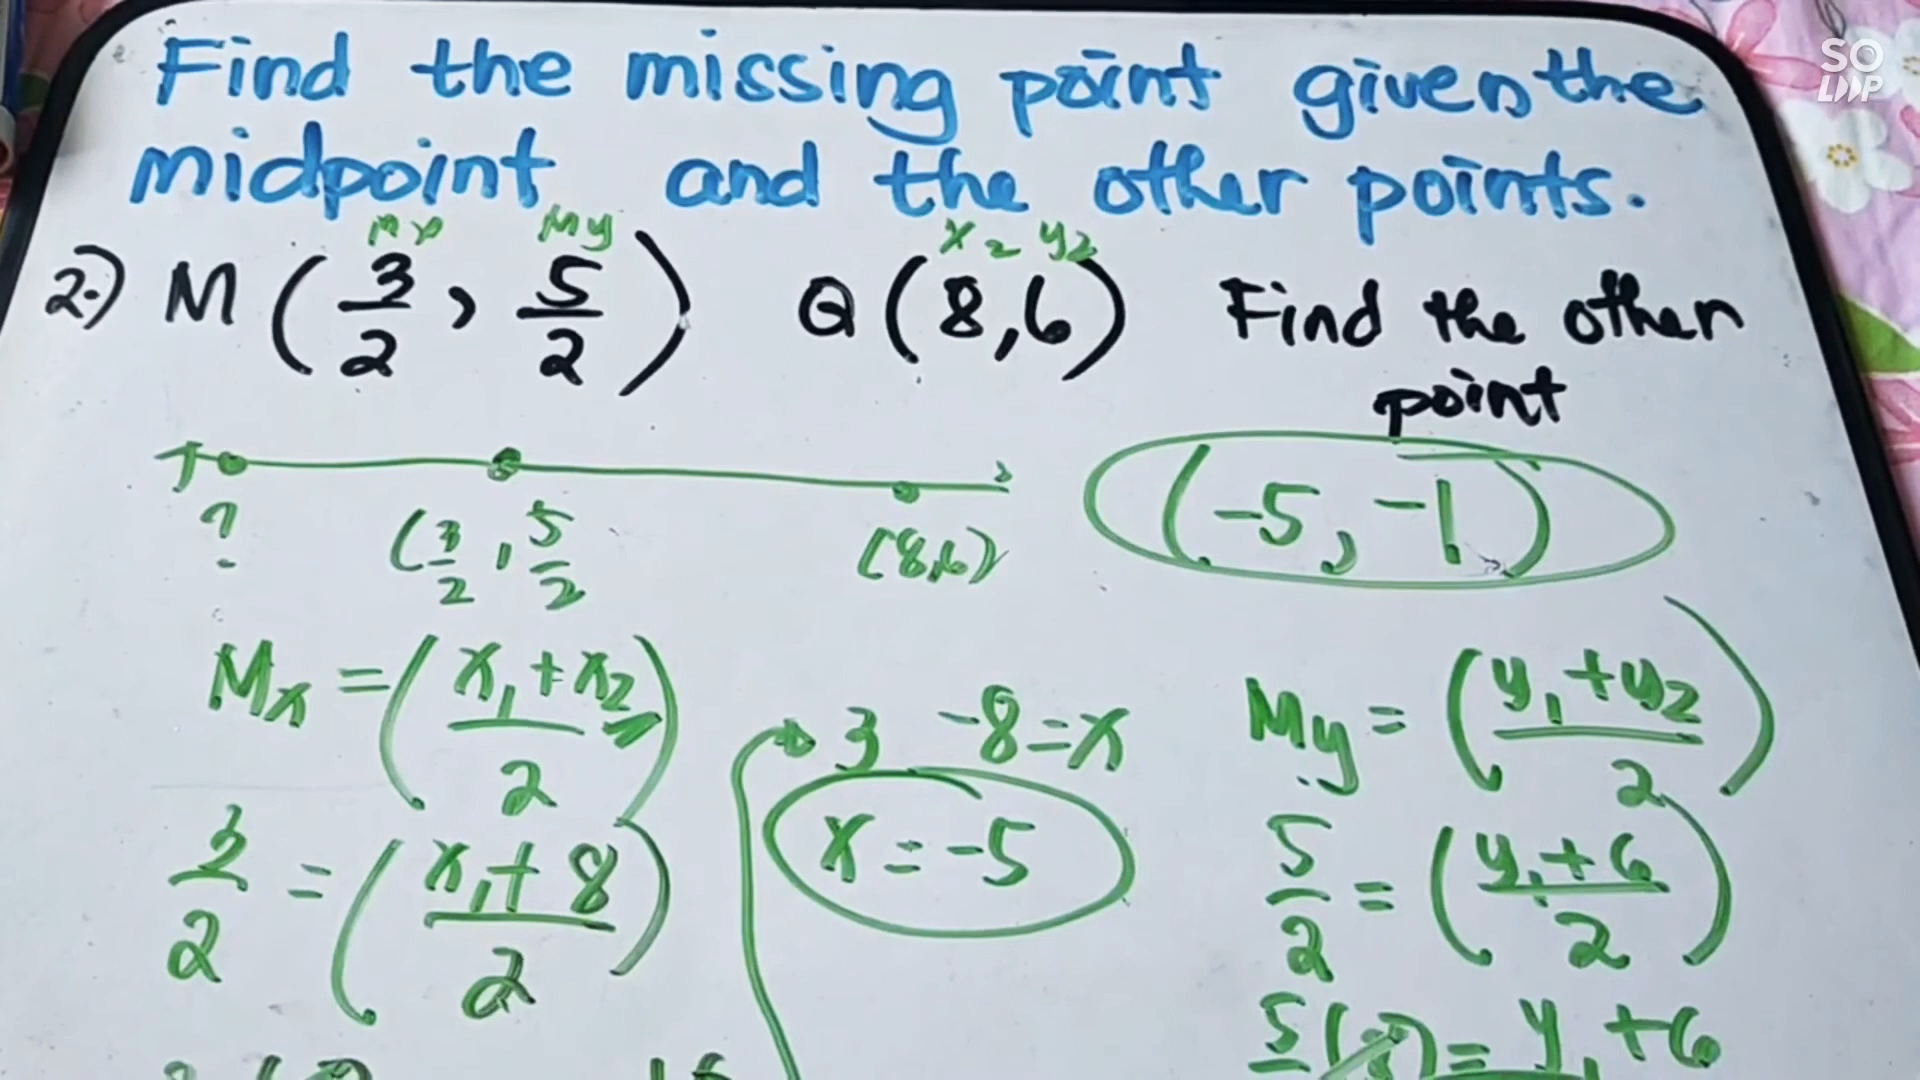 Find the missing point given the
midpoint and the other points.
Mx My x2 y2
2.) M (3/2, 5/2) Q (8,6) Find the other
point
(-5, -1)
? (3/2, 5/2) (8,6)
Mx = (x1 + x2 / 2)
3 -8 = x
My = (y1 + y2 / 2)
3/2 = (x1 + 8 / 2)
x = -5
5/2 = (y1 + 6 / 2)
= y1 + 6
SO
LOOP